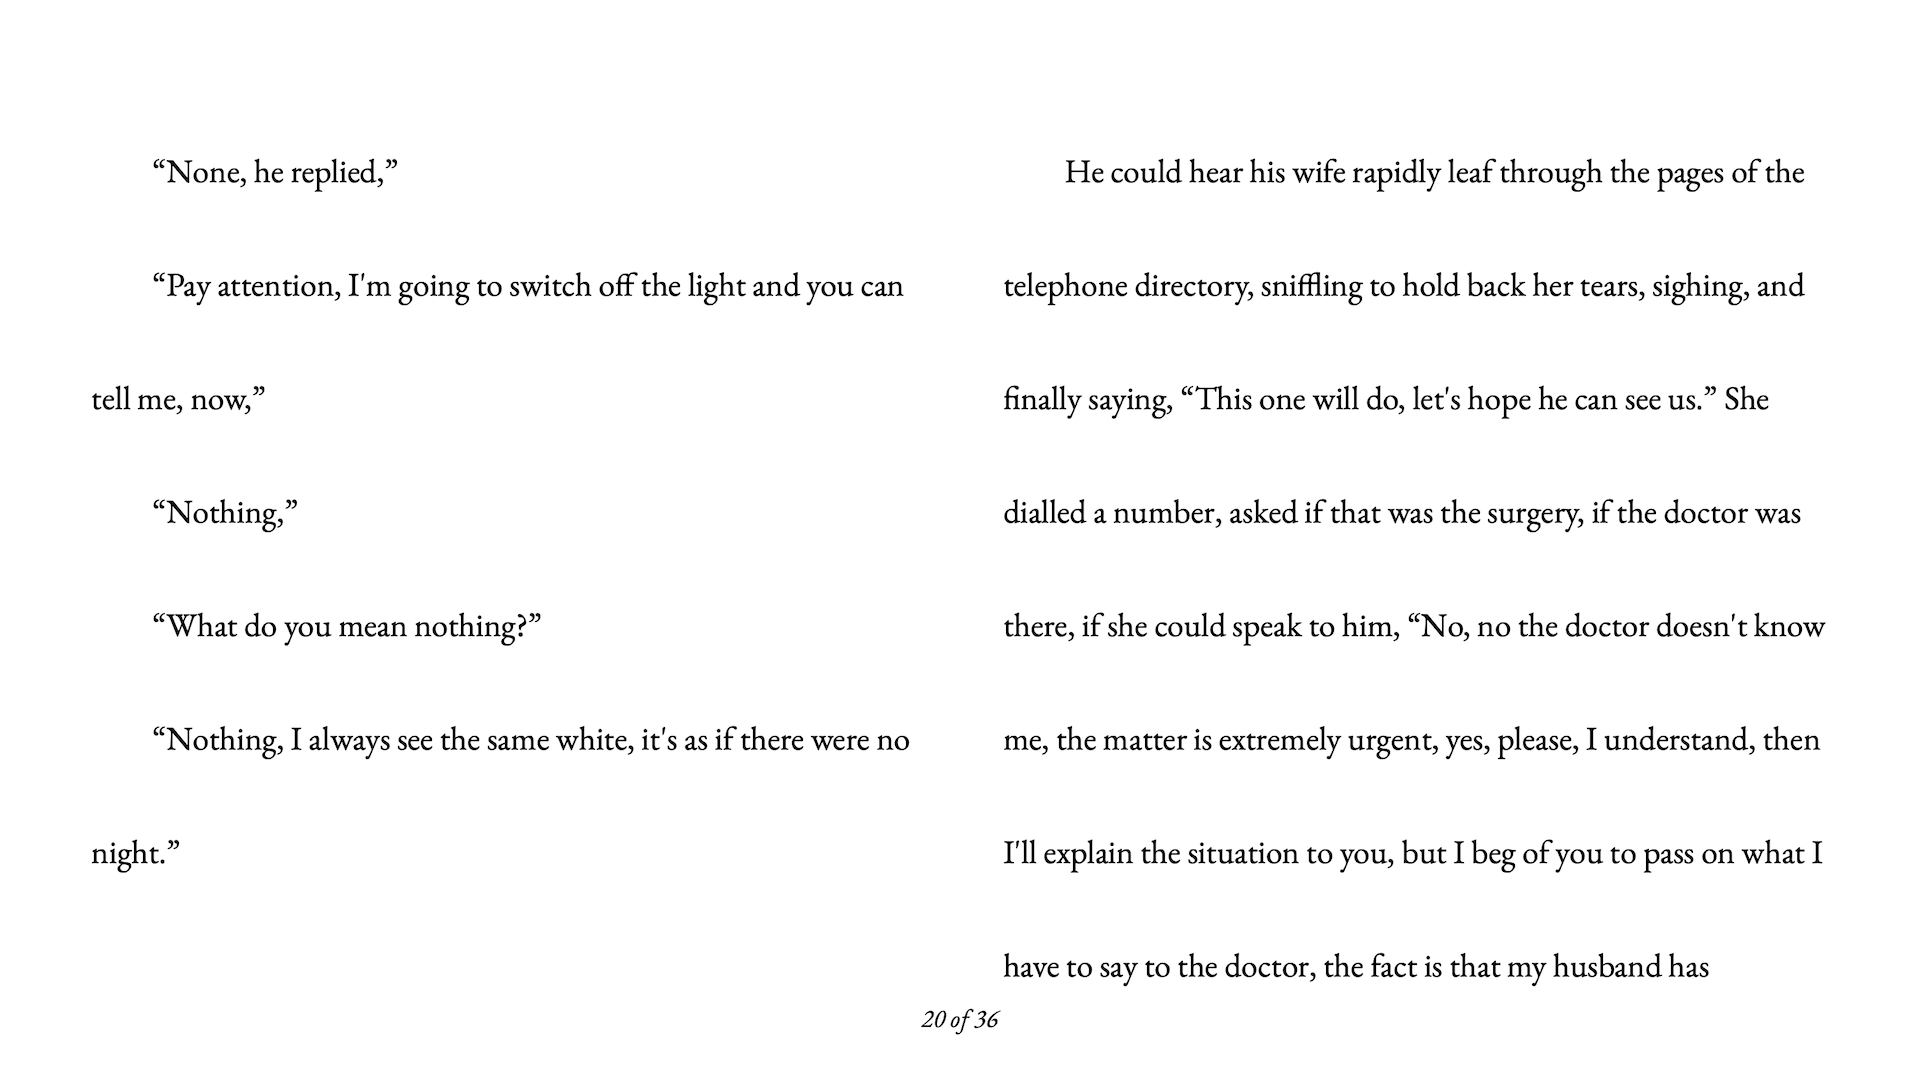 “None, he replied,”
“Pay attention, I'm going to switch off the light and you can
tell me, now,”
“Nothing,”
“What do you mean nothing?”
“Nothing, I always see the same white, it's as if there were no
night.”
He could hear his wife rapidly leaf through the pages of the
telephone directory, sniffling to hold back her tears, sighing, and
finally saying, “This one will do, let's hope he can see us.” She
dialled a number, asked if that was the surgery, if the doctor was
there, if she could speak to him, “No, no the doctor doesn't know
me, the matter is extremely urgent, yes, please, I understand, then
I'll explain the situation to you, but I beg of you to pass on what I
have to say to the doctor, the fact is that my husband has
20 of 36